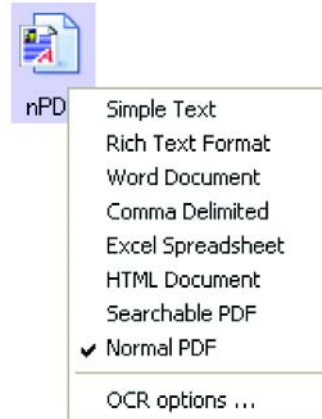 nPD
Simple Text
Rich Text Format
Word Document
Comma Delimited
Excel Spreadsheet
HTML Document
Searchable PDF
Normal PDF
OCR options ...